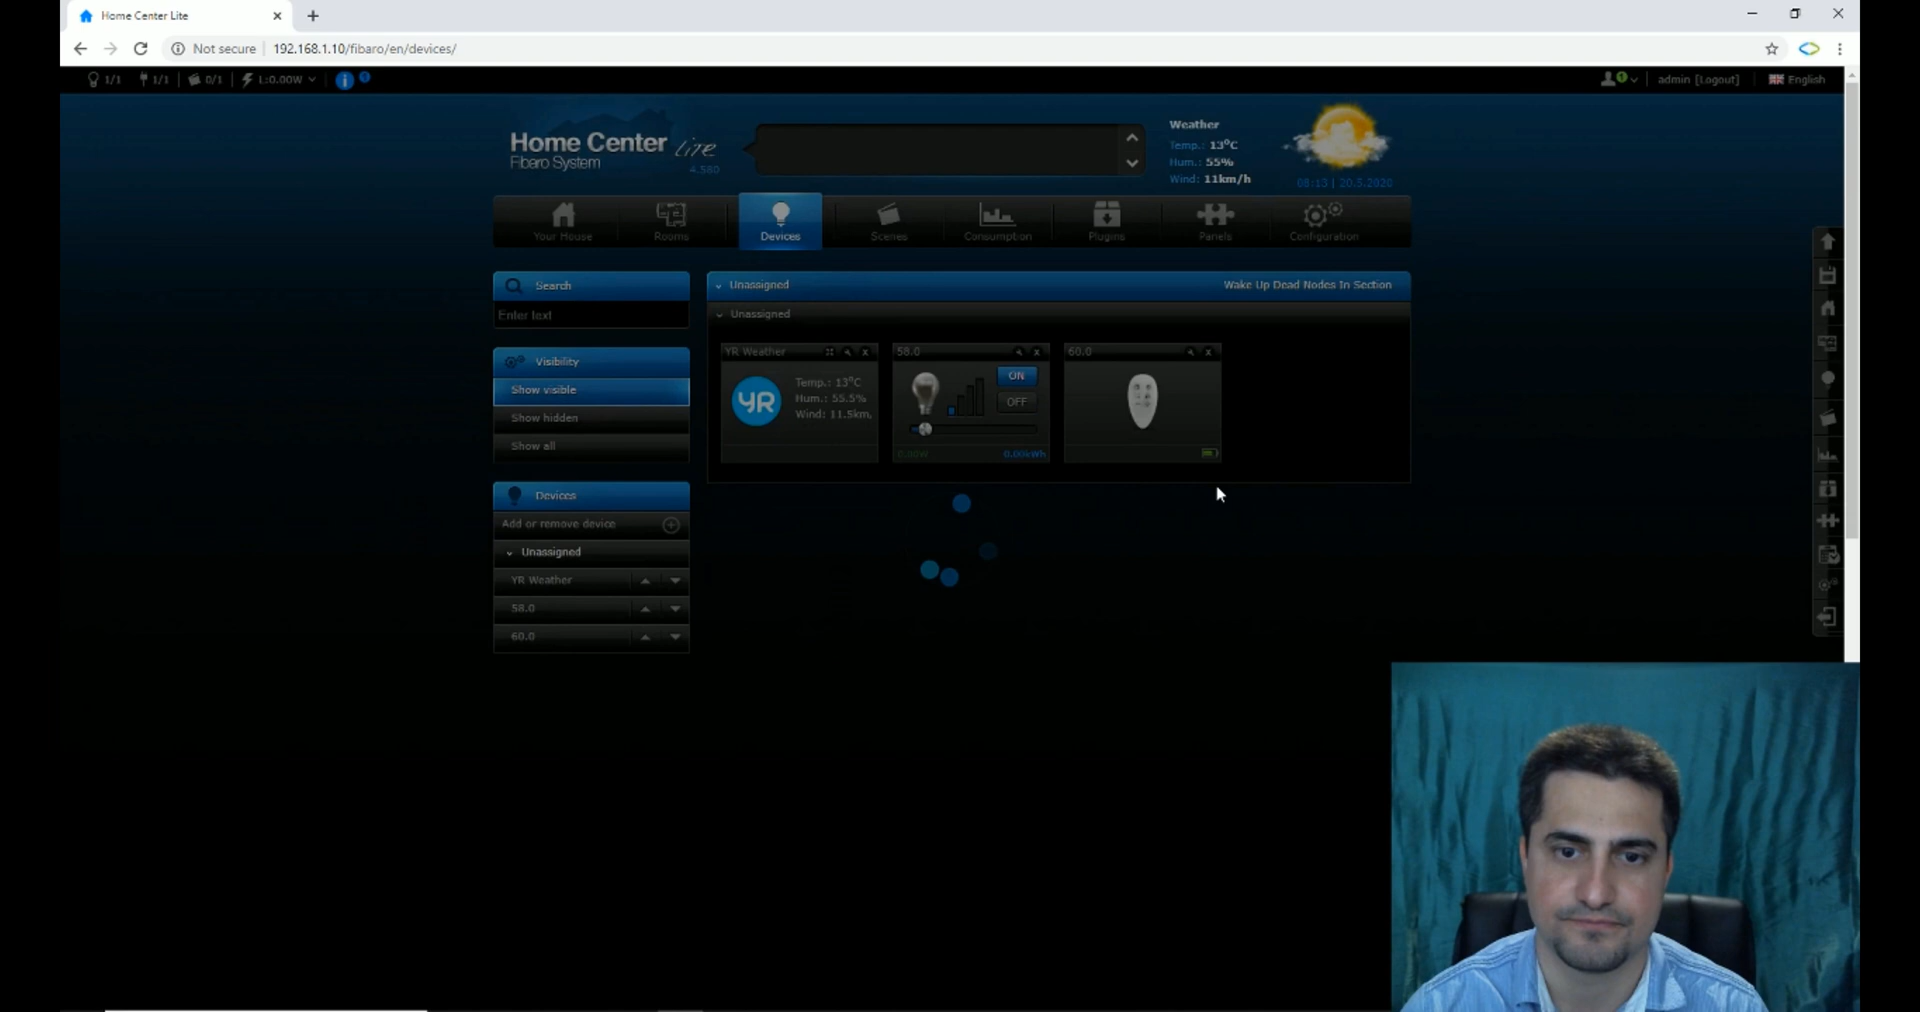 Home Center Lite
Not secure
192.168.1.10/fibaro/en/devices/
1/1
1/1
0/1
L:0.00W
admin [Logout]
English
Home Center Lite
Fibaro System
4.580
Weather
Temp.: 13°C
Hum.: 55%
Wind: 11km/h
08:13 | 20.5.2020
Your House
Rooms
Devices
Scenes
Consumption
Plugins
Panels
Configuration
Search
Enter text
Visibility
Show visible
Show hidden
Show all
Devices
Add or remove device
Unassigned
YR Weather
58.0
60.0
Unassigned
Wake Up Dead Nodes In Section
Unassigned
YR Weather
YR
Temp.: 13°C
Hum.: 55.5%
Wind: 11.5km,
58.0
ON
OFF
0.00W
0.00kWh
60.0